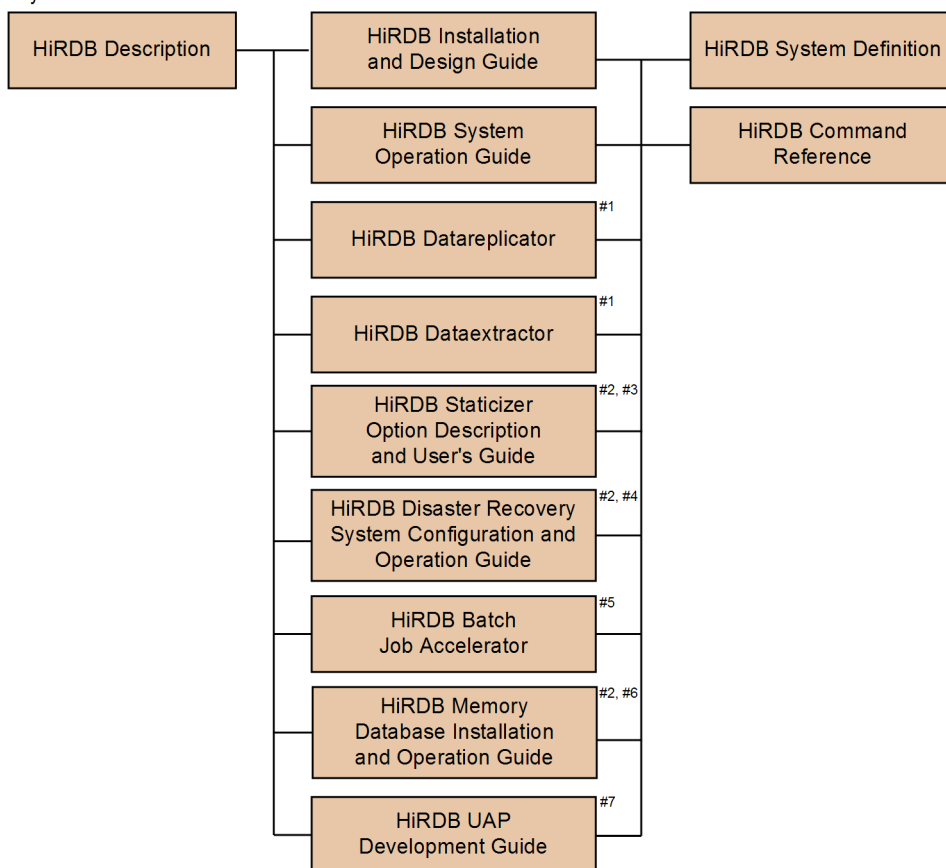 HiRDB Description
HiRDB Installation
and Design Guide
HiRDB System Definition
HiRDB System
Operation Guide
HiRDB Command
Reference
#1
HiRDB Datareplicator
#1
HiRDB Dataextractor
#2, #3
HiRDB Staticizer
Option Description
and User's Guide
#2, #4
HiRDB Disaster Recovery
System Configuration and
Operation Guide
#5
HiRDB Batch
Job Accelerator
#2, #6
HiRDB Memory
Database Installation
and Operation Guide
#7
HiRDB UAP
Development Guide